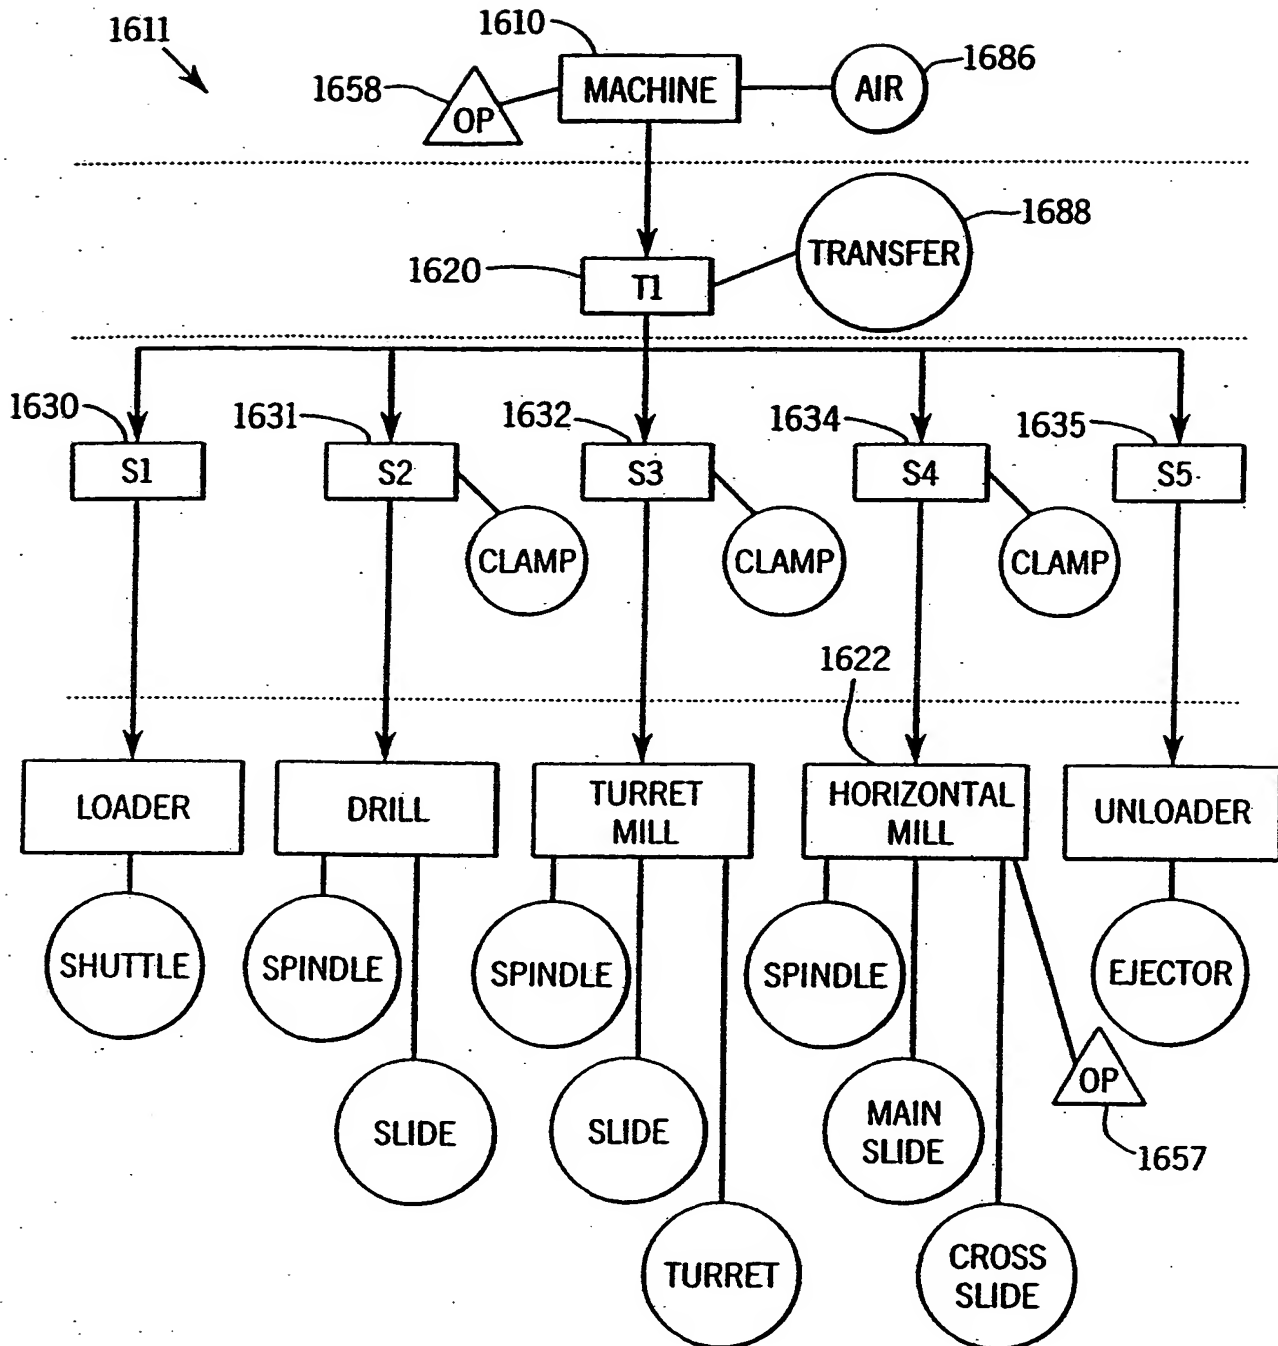 1611
1610
1658
OP
MACHINE
AIR
1686
1688
TRANSFER
1620
T1
1630
1631
1632
1634
1635
S1
S2
S3
S4
S5
CLAMP
CLAMP
CLAMP
1622
LOADER
DRILL
TURRET
MILL
HORIZONTAL
MILL
UNLOADER
SHUTTLE
SPINDLE
SPINDLE
SPINDLE
EJECTOR
OP
SLIDE
SLIDE
MAIN
SLIDE
1657
TURRET
CROSS
SLIDE